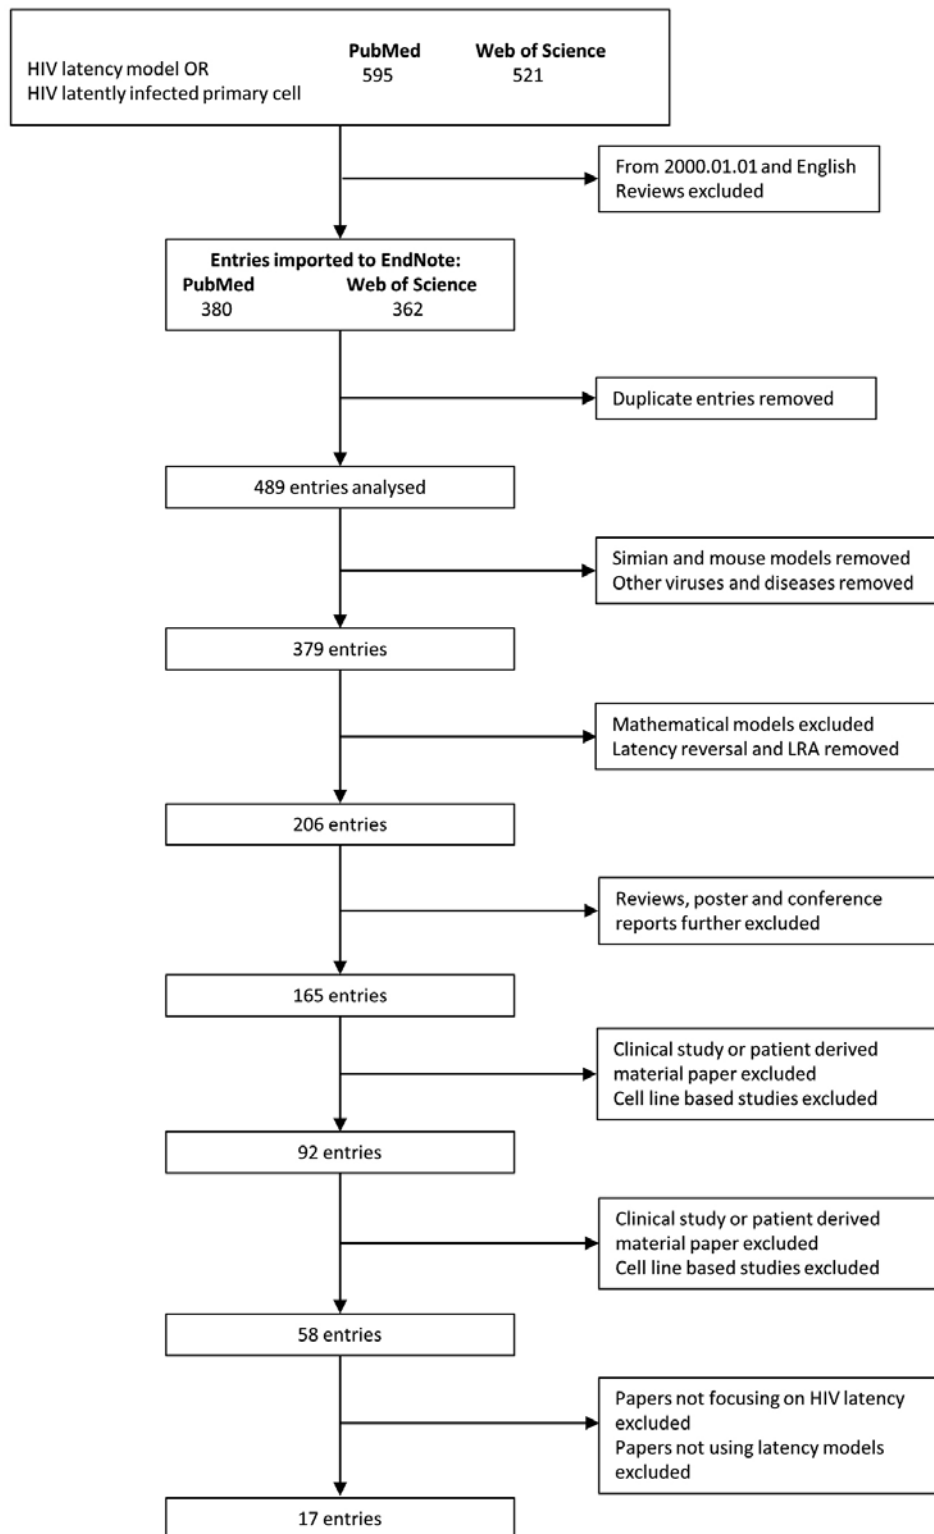 PubMed Web of Science
HIV latency model OR 595 521
HIV latently infected primary cell
From 2000.01.01 and English
Reviews excluded
Entries imported to EndNote:
PubMed Web of Science
380 362
Duplicate entries removed
489 entries analysed
Simian and mouse models removed
Other viruses and diseases removed
379 entries
Mathematical models excluded
Latency reversal and LRA removed
206 entries
Reviews, poster and conference
reports further excluded
165 entries
Clinical study or patient derived
material paper excluded
Cell line based studies excluded
92 entries
Clinical study or patient derived
material paper excluded
Cell line based studies excluded
58 entries
Papers not focusing on HIV latency
excluded
Papers not using latency models
excluded
17 entries